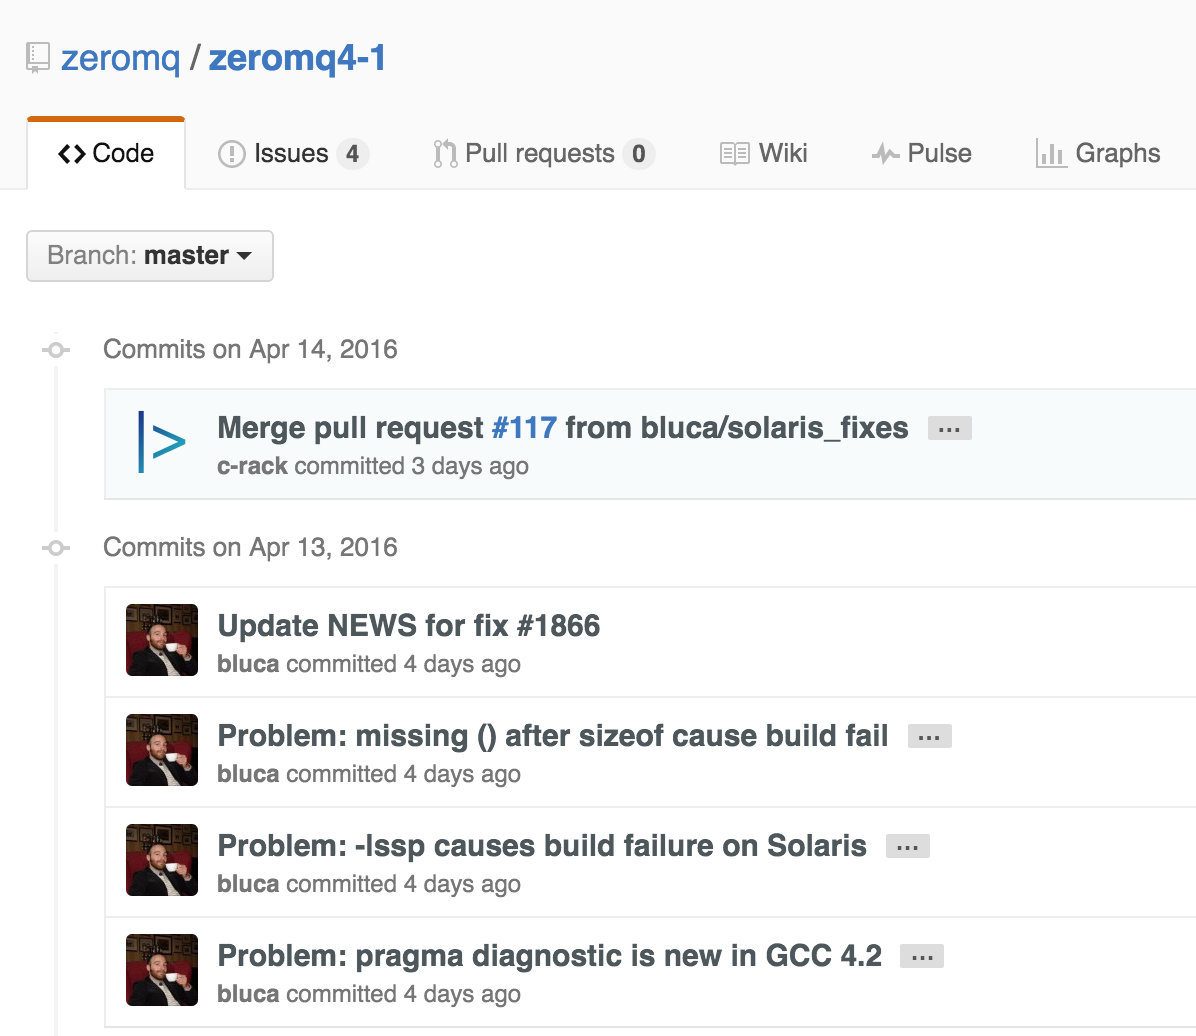 zeromq / zeromq4-1
Code Issues 4 Pull requests 0 Wiki Pulse Graphs
Branch: master
Commits on Apr 14, 2016
Merge pull request #117 from bluca/solaris_fixes ...
c-rack committed 3 days ago
Commits on Apr 13, 2016
Update NEWS for fix #1866
bluca committed 4 days ago
Problem: missing () after sizeof cause build fail ...
bluca committed 4 days ago
Problem: -lssp causes build failure on Solaris ...
bluca committed 4 days ago
Problem: pragma diagnostic is new in GCC 4.2 ...
bluca committed 4 days ago